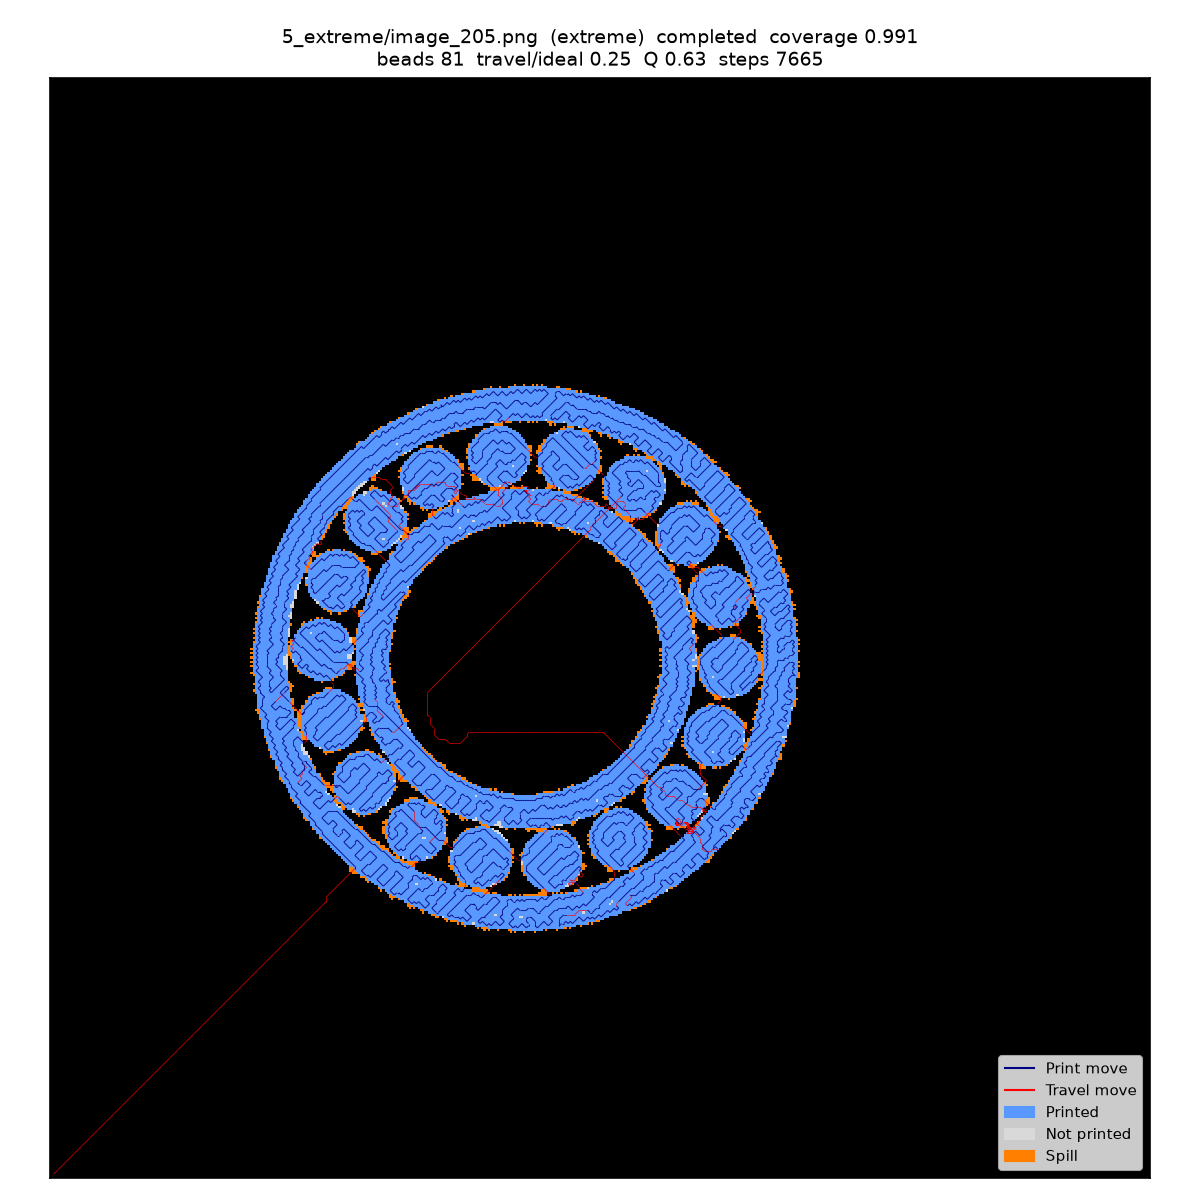 5_extreme/image_205.png  (extreme)  completed  coverage 0.991
beads 81  travel/ideal 0.25  Q 0.63  steps 7665
Print move
Travel move
Printed
Not printed
Spill